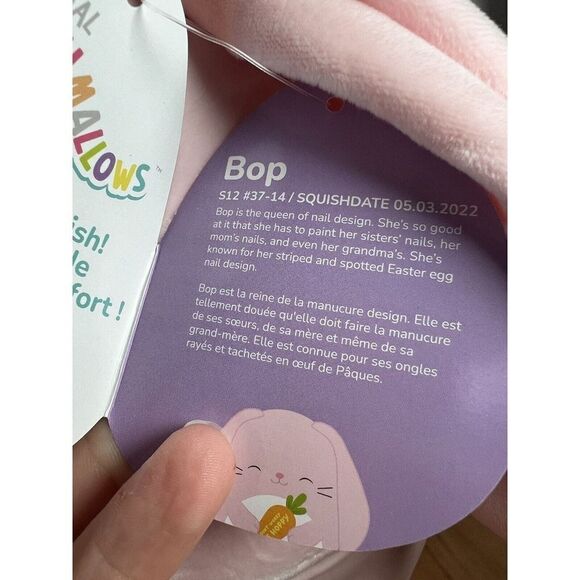 AL
MALLOWS™
ish!
le
fort !
Bop
S12 #37-14 / SQUISHDATE 05.03.2022
Bop is the queen of nail design. She's so good
at it that she has to paint her sisters' nails, her
mom's nails, and even her grandma's. She's
known for her striped and spotted Easter egg
nail design.
Bop est la reine de la manucure design. Elle est
tellement douée qu'elle doit faire la manucure
de ses sœurs, de sa mère et même de sa
grand-mère. Elle est connue pour ses ongles
rayés et tachetés en œuf de Pâques.
HOPPY